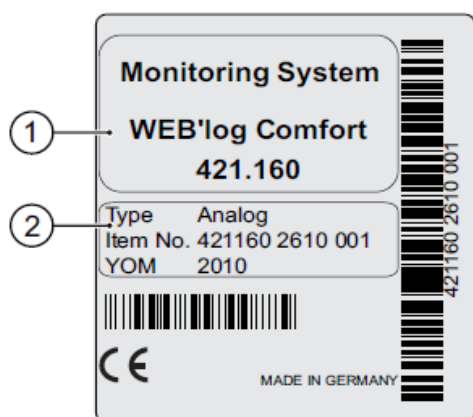 Monitoring System
1
WEB'log Comfort
421.160
2
Type Analog
Item No. 421160 2610 001
YOM 2010
421160 2610 001
CE
MADE IN GERMANY